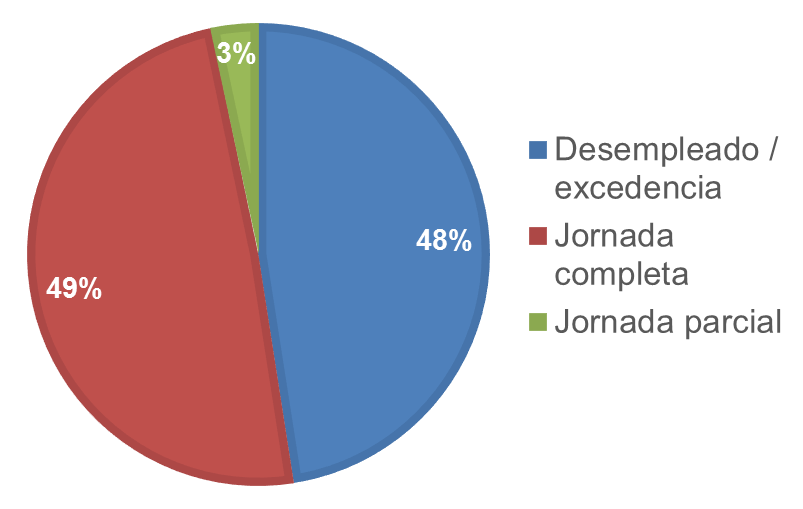 3%
48%
49%
Desempleado /
excedencia
Jornada
completa
Jornada parcial